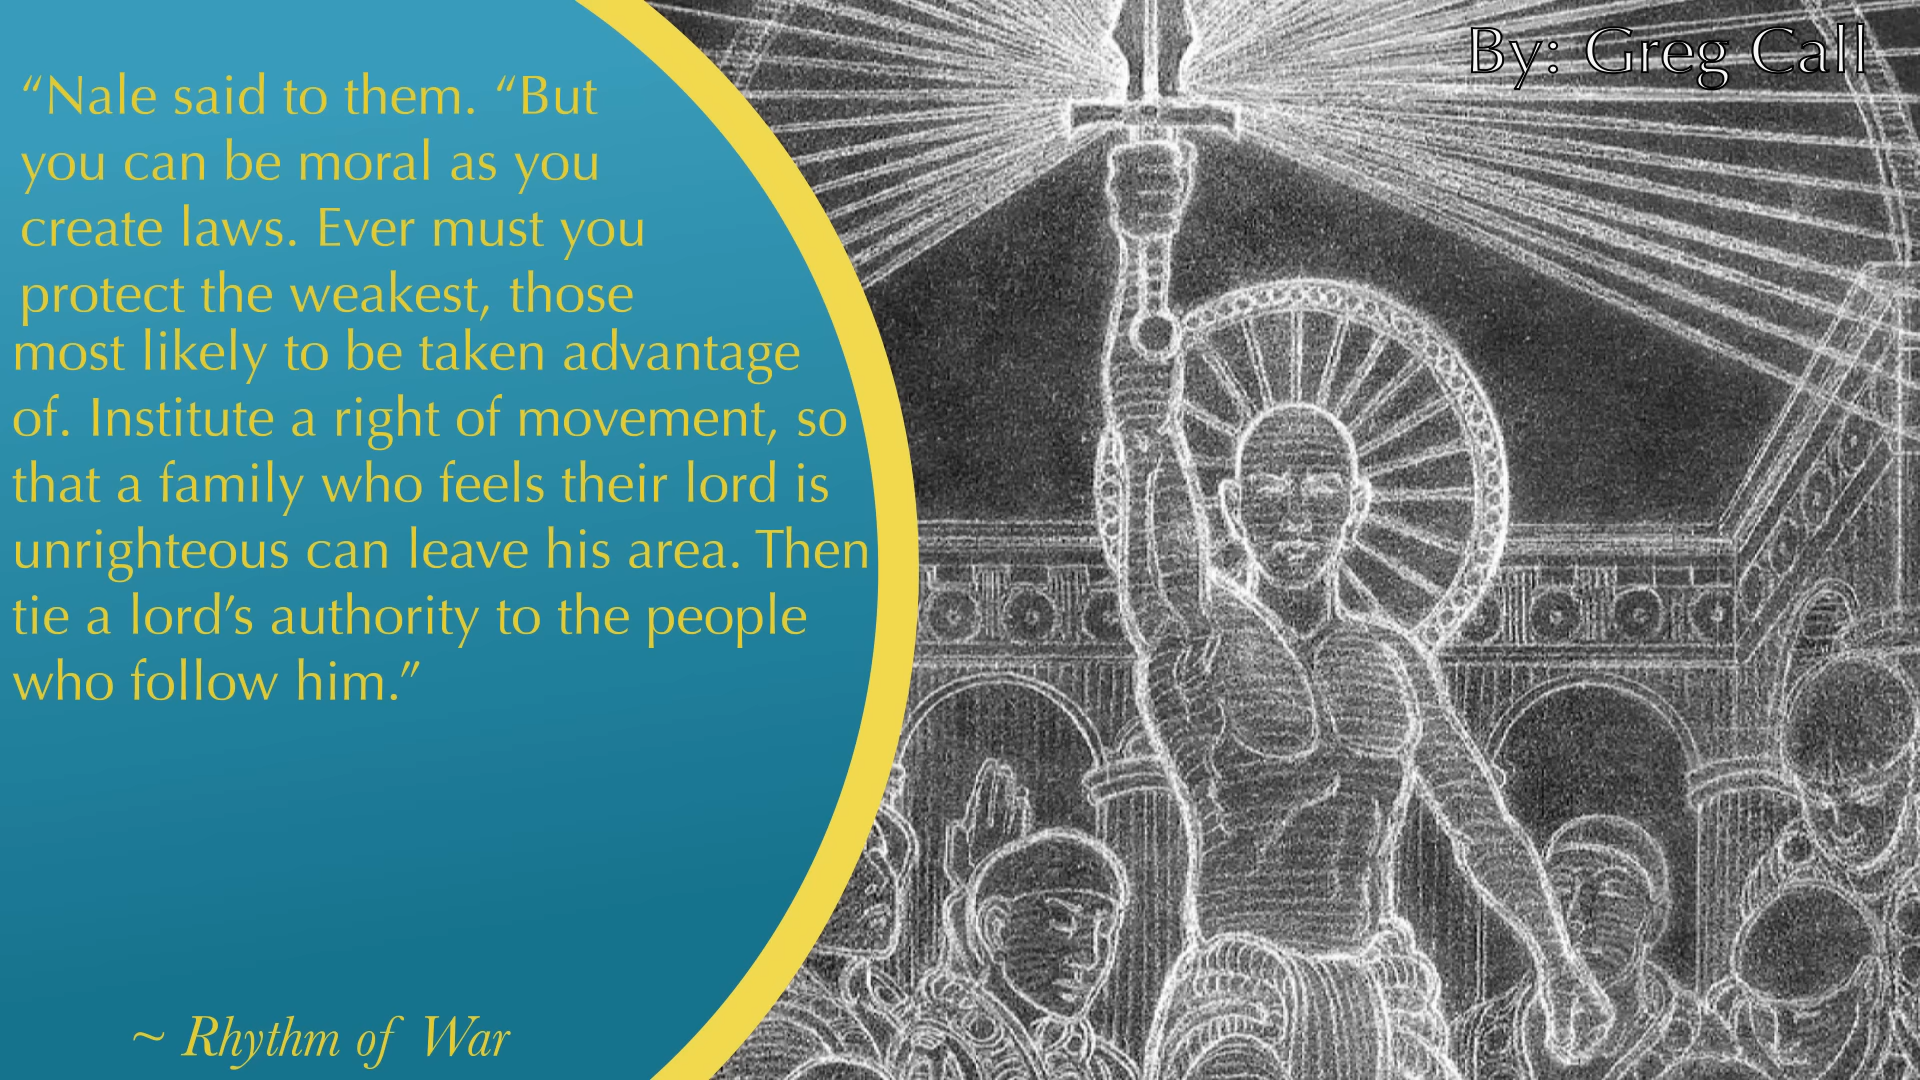 “Nale said to them. “But
you can be moral as you
create laws. Ever must you
protect the weakest, those
most likely to be taken advantage
of. Institute a right of movement, so
that a family who feels their lord is
unrighteous can leave his area. Then
tie a lord’s authority to the people
who follow him.”
~ Rhythm of War
By: Greg Call